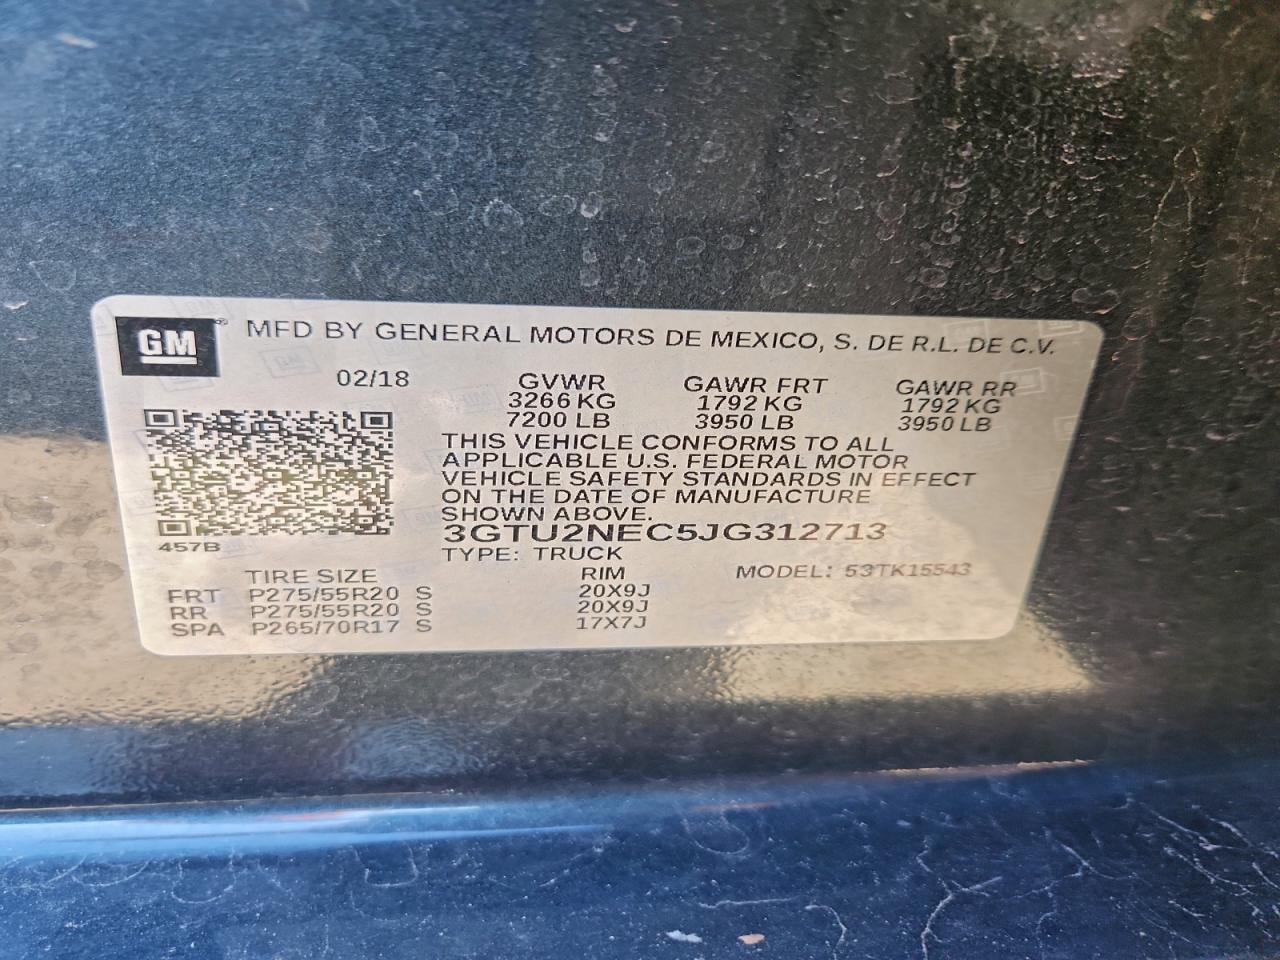 GM ® MFD BY GENERAL MOTORS DE MEXICO, S. DE R.L. DE C.V.
02/18 GVWR GAWR FRT GAWR RR
3266 KG 1792 KG 1792 KG
7200 LB 3950 LB 3950 LB
THIS VEHICLE CONFORMS TO ALL
APPLICABLE U.S. FEDERAL MOTOR
VEHICLE SAFETY STANDARDS IN EFFECT
ON THE DATE OF MANUFACTURE
SHOWN ABOVE.
3GTU2NEC5JG312713
457B
TYPE: TRUCK
TIRE SIZE RIM MODEL: 53TK15543
FRT P275/55R20 S 20X9J
RR P275/55R20 S 20X9J
SPA P265/70R17 S 17X7J